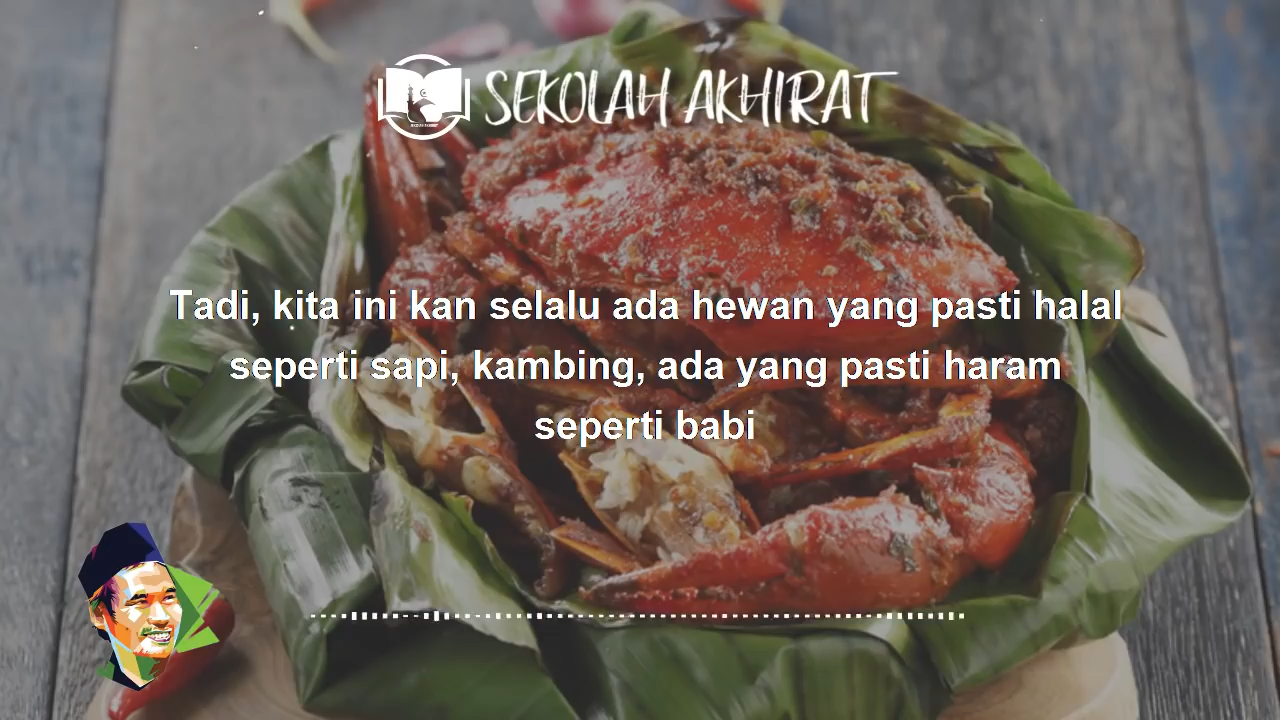 SEKOLAH AKHIRAT
Tadi, kita ini kan selalu ada hewan yang pasti halal
seperti sapi, kambing, ada yang pasti haram
seperti babi